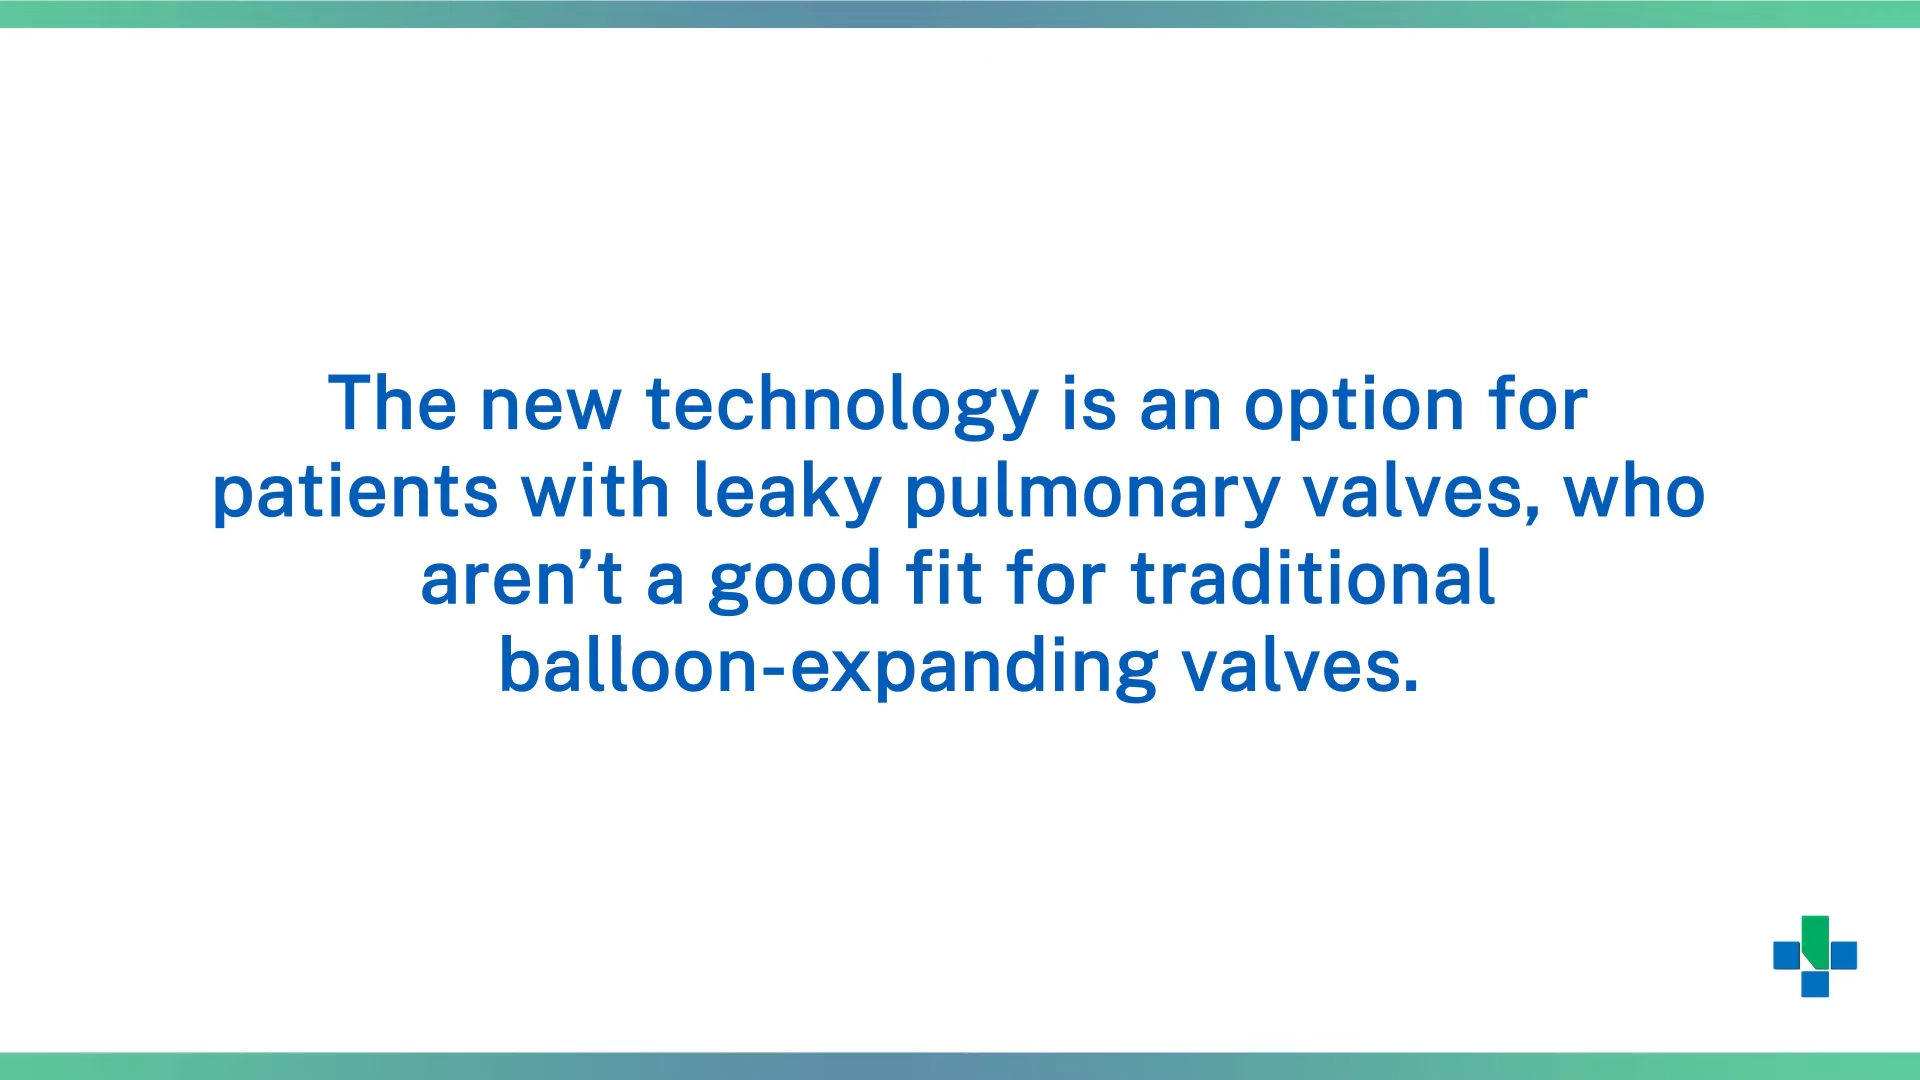 The new technology is an option for
patients with leaky pulmonary valves, who
aren’t a good fit for traditional
balloon-expanding valves.